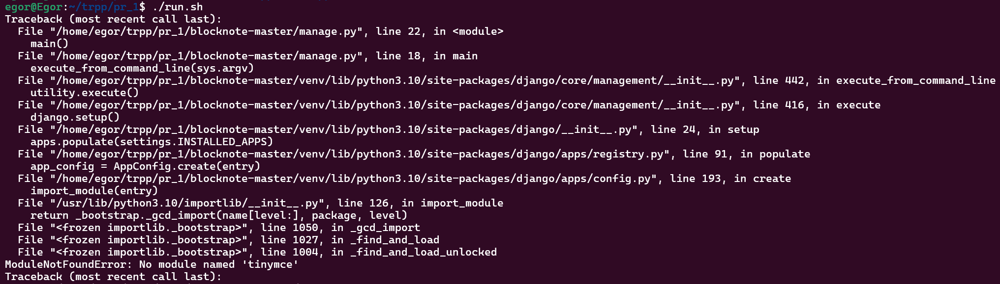 egor@Egor:~/trpp/pr_1$ ./run.sh
Traceback (most recent call last):
  File "/home/egor/trpp/pr_1/blocknote-master/manage.py", line 22, in <module>
    main()
  File "/home/egor/trpp/pr_1/blocknote-master/manage.py", line 18, in main
    execute_from_command_line(sys.argv)
  File "/home/egor/trpp/pr_1/blocknote-master/venv/lib/python3.10/site-packages/django/core/management/__init__.py", line 442, in execute_from_command_line
    utility.execute()
  File "/home/egor/trpp/pr_1/blocknote-master/venv/lib/python3.10/site-packages/django/core/management/__init__.py", line 416, in execute
    django.setup()
  File "/home/egor/trpp/pr_1/blocknote-master/venv/lib/python3.10/site-packages/django/__init__.py", line 24, in setup
    apps.populate(settings.INSTALLED_APPS)
  File "/home/egor/trpp/pr_1/blocknote-master/venv/lib/python3.10/site-packages/django/apps/registry.py", line 91, in populate
    app_config = AppConfig.create(entry)
  File "/home/egor/trpp/pr_1/blocknote-master/venv/lib/python3.10/site-packages/django/apps/config.py", line 193, in create
    import_module(entry)
  File "/usr/lib/python3.10/importlib/__init__.py", line 126, in import_module
    return _bootstrap._gcd_import(name[level:], package, level)
  File "<frozen importlib._bootstrap>", line 1050, in _gcd_import
  File "<frozen importlib._bootstrap>", line 1027, in _find_and_load
  File "<frozen importlib._bootstrap>", line 1004, in _find_and_load_unlocked
ModuleNotFoundError: No module named 'tinymce'
Traceback (most recent call last):